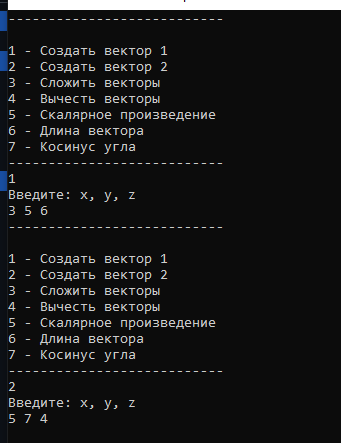 ---------------------------
1 - Создать вектор 1
2 - Создать вектор 2
3 - Сложить векторы
4 - Вычесть векторы
5 - Скалярное произведение
6 - Длина вектора
7 - Косинус угла
---------------------------
1
Введите: x, y, z
3 5 6
---------------------------
1 - Создать вектор 1
2 - Создать вектор 2
3 - Сложить векторы
4 - Вычесть векторы
5 - Скалярное произведение
6 - Длина вектора
7 - Косинус угла
---------------------------
2
Введите: x, y, z
5 7 4